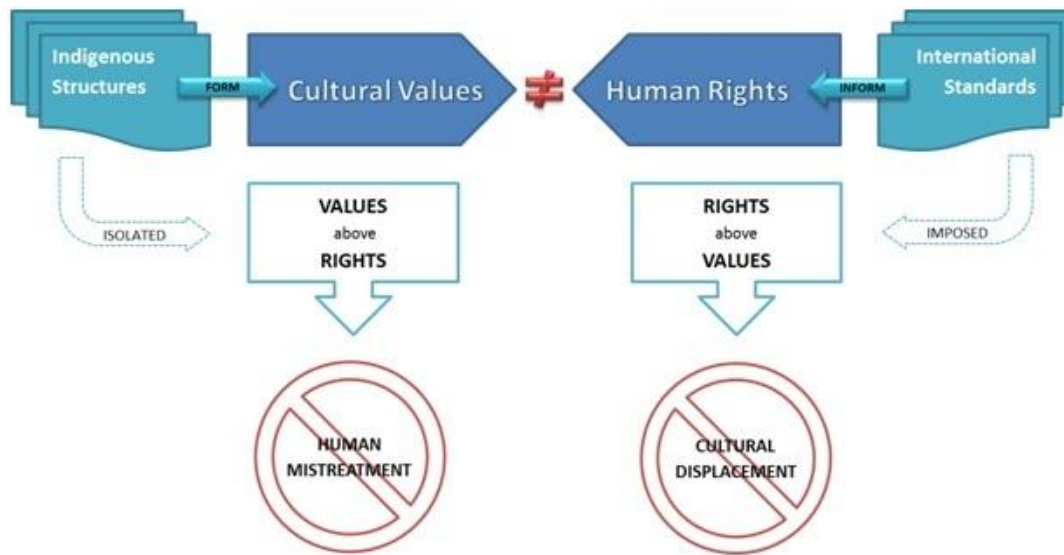 Indigenous
Structures
FORM
Cultural Values
≠
Human Rights
INFORM
International
Standards
ISOLATED
VALUES
above
RIGHTS
RIGHTS
above
VALUES
IMPOSED
HUMAN
MISTREATMENT
CULTURAL
DISPLACEMENT